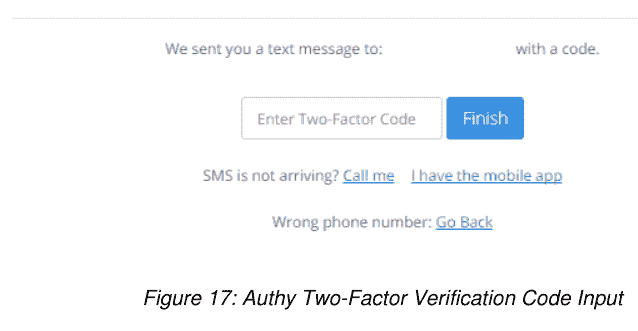 We sent you a text message to: with a code.
Enter Two-Factor Code Finish
SMS is not arriving? Call me I have the mobile app
Wrong phone number: Go Back
Figure 17: Authy Two-Factor Verification Code Input